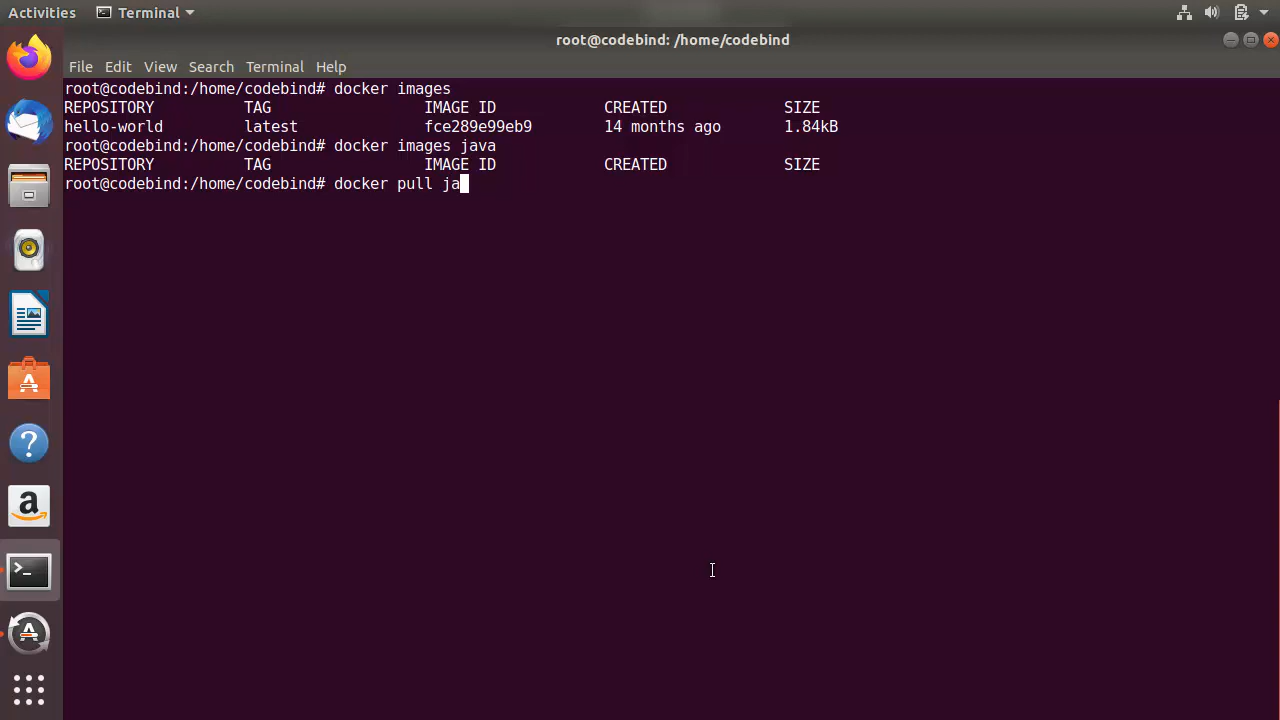 Activities Terminal
root@codebind: /home/codebind
File Edit View Search Terminal Help
root@codebind:/home/codebind# docker images
REPOSITORY TAG IMAGE ID CREATED SIZE
hello-world latest fce289e99eb9 14 months ago 1.84kB
root@codebind:/home/codebind# docker images java
REPOSITORY TAG IMAGE ID CREATED SIZE
root@codebind:/home/codebind# docker pull ja